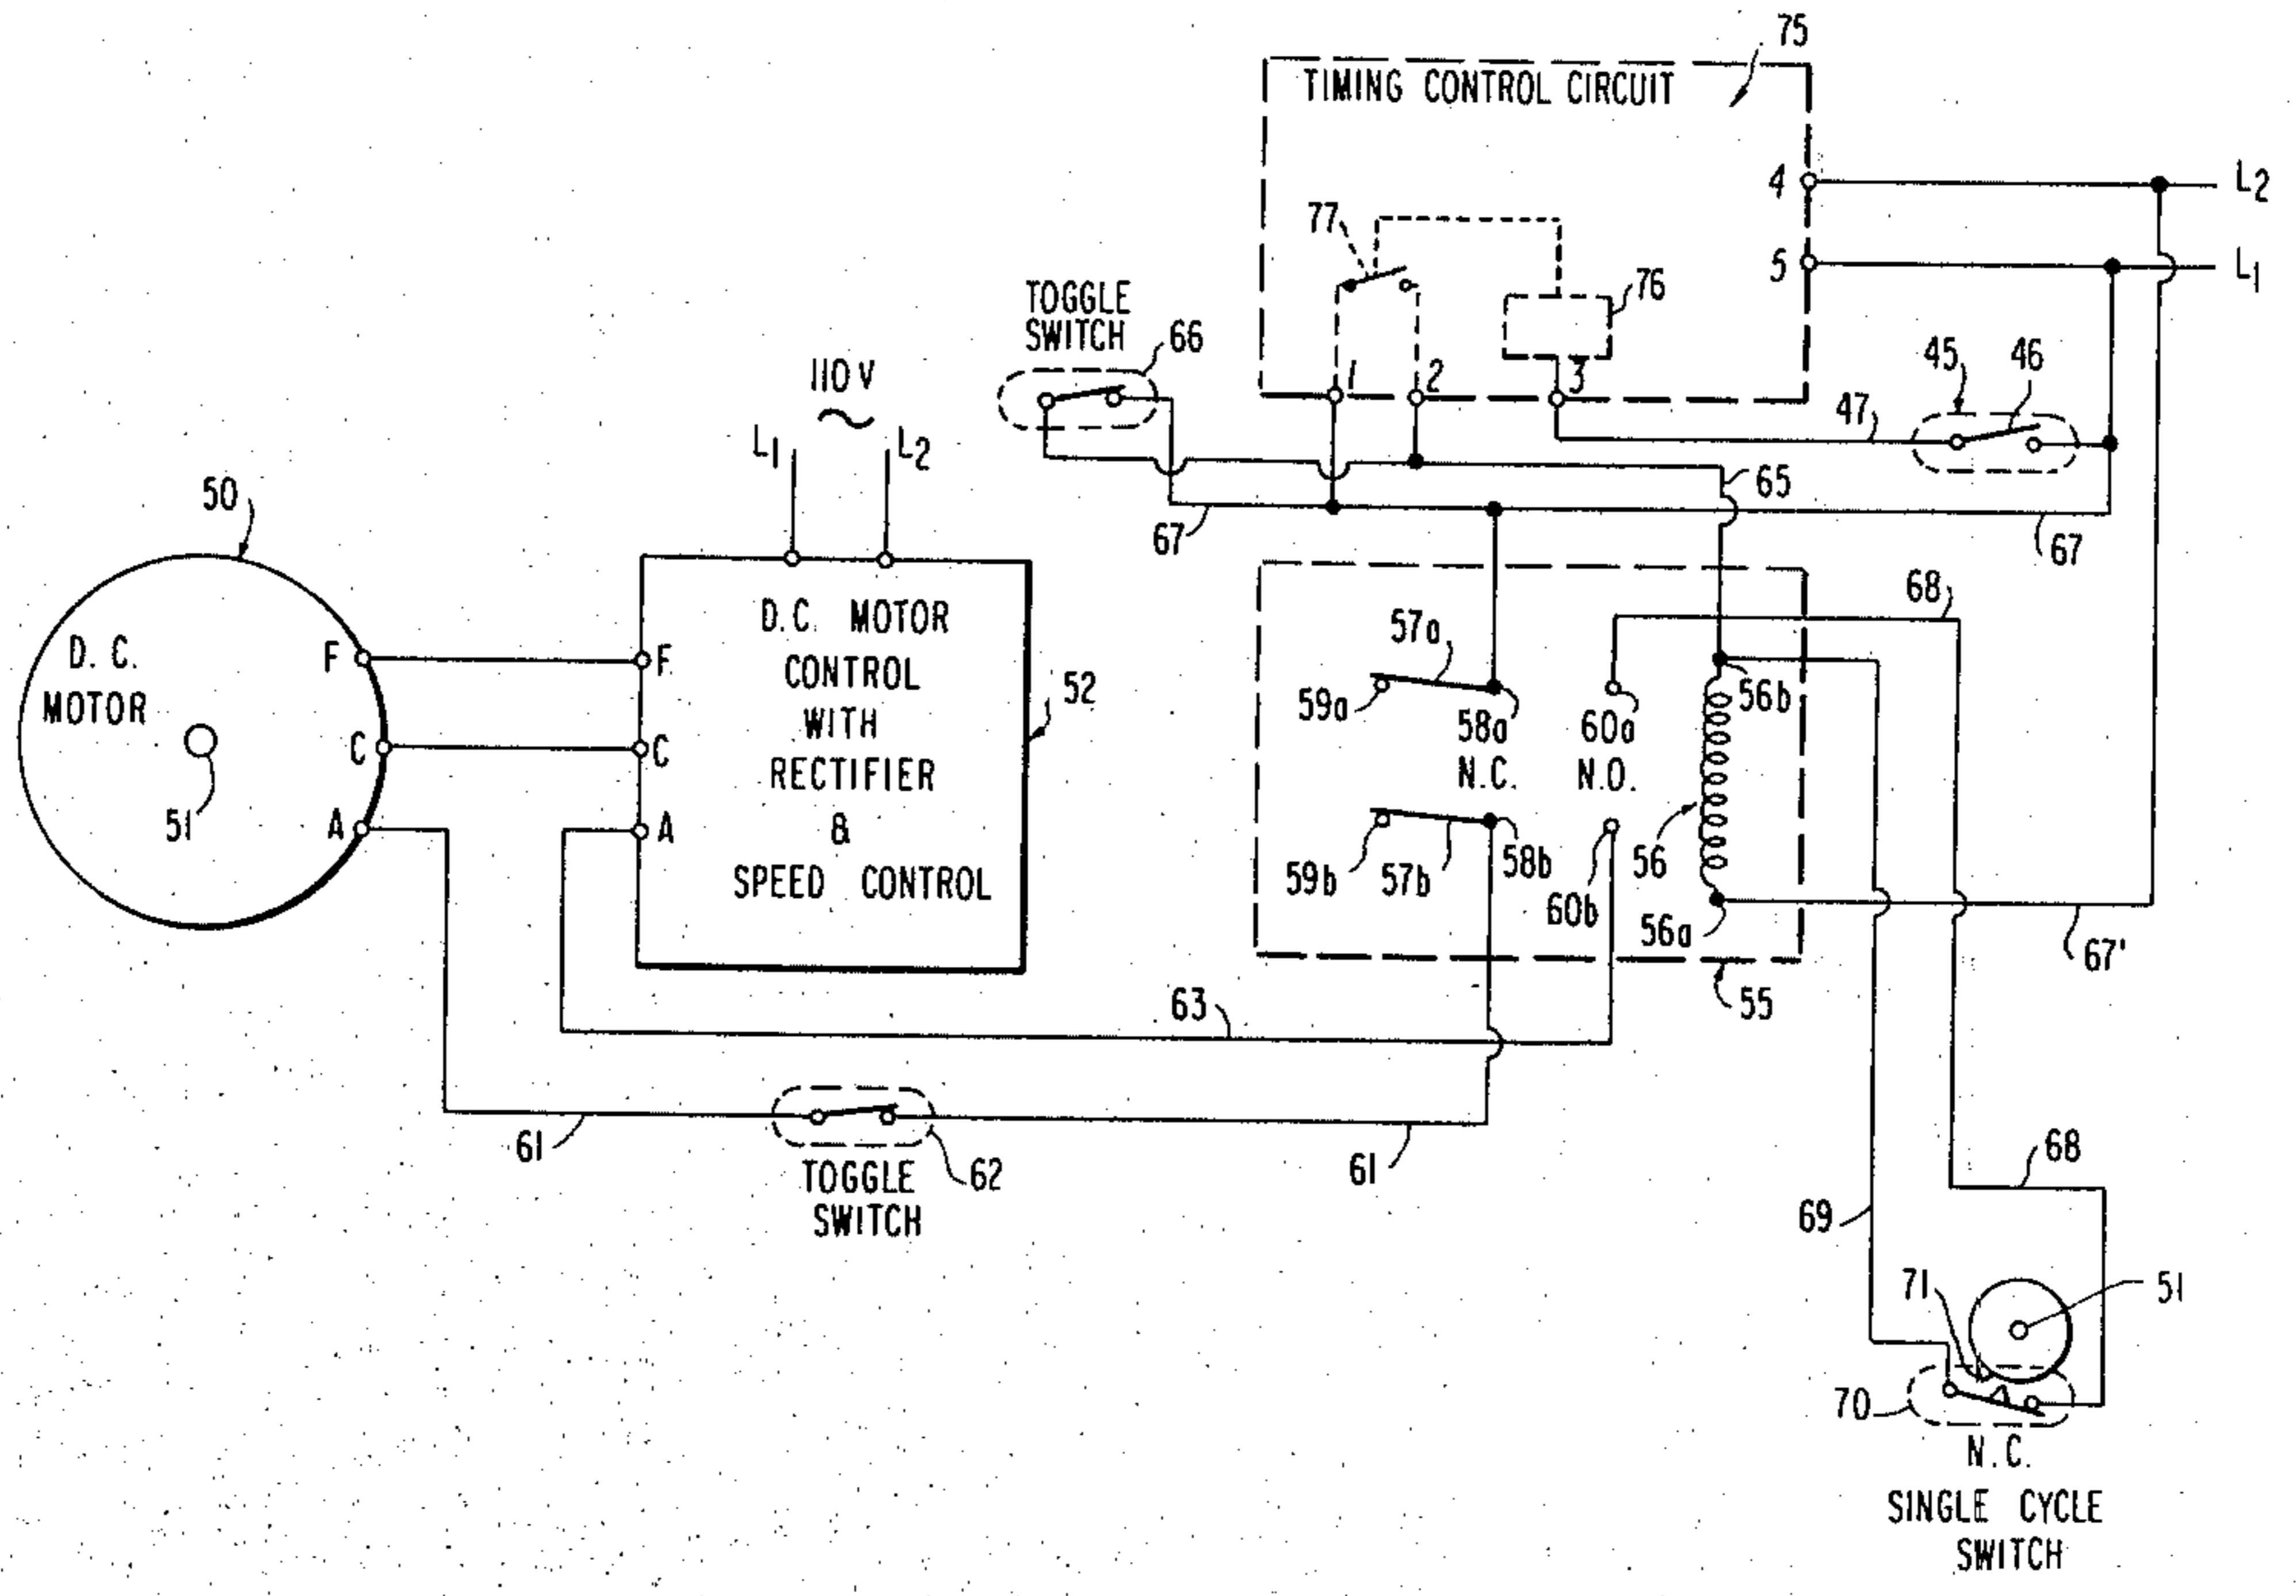 75
TIMING CONTROL CIRCUIT
4
L2
77
5
L1
76
TOGGLE
SWITCH
66
1
2
3
45
46
47
110 V
~
L1
L2
65
50
67
67
68
D.C.
MOTOR
F
F
C
C
A
A
51
D.C. MOTOR
CONTROL
WITH
RECTIFIER
&
SPEED CONTROL
52
57a
59a
58a
N.C.
60a
N.O.
56b
59b
57b
58b
60b
56
56a
67'
55
63
61
62
TOGGLE
SWITCH
61
68
69
71
51
70
N.C.
SINGLE CYCLE
SWITCH